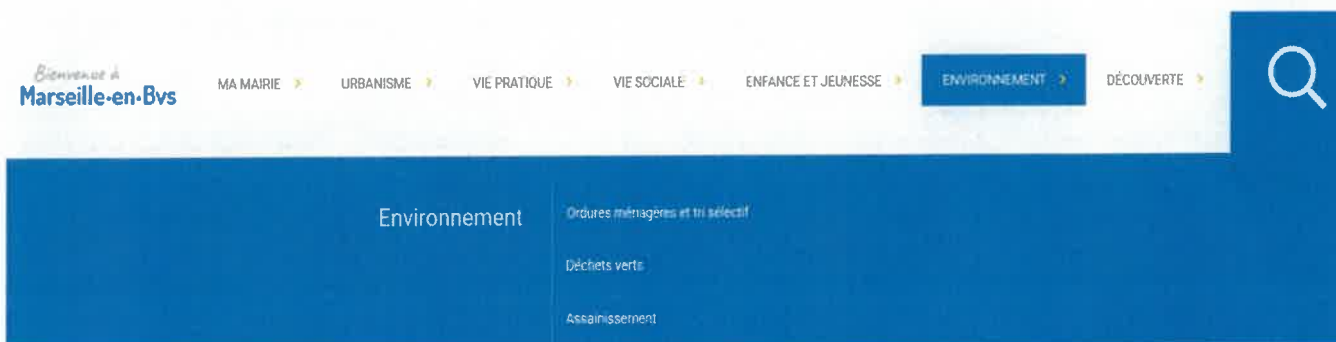 Bienvenue à
Marseille-en-Bvs
MA MAIRIE >
URBANISME >
VIE PRATIQUE >
VIE SOCIALE >
ENFANCE ET JEUNESSE >
ENVIRONNEMENT >
DÉCOUVERTE >
Environnement
Ordures ménagères et tri sélectif
Déchets verts
Assainissement